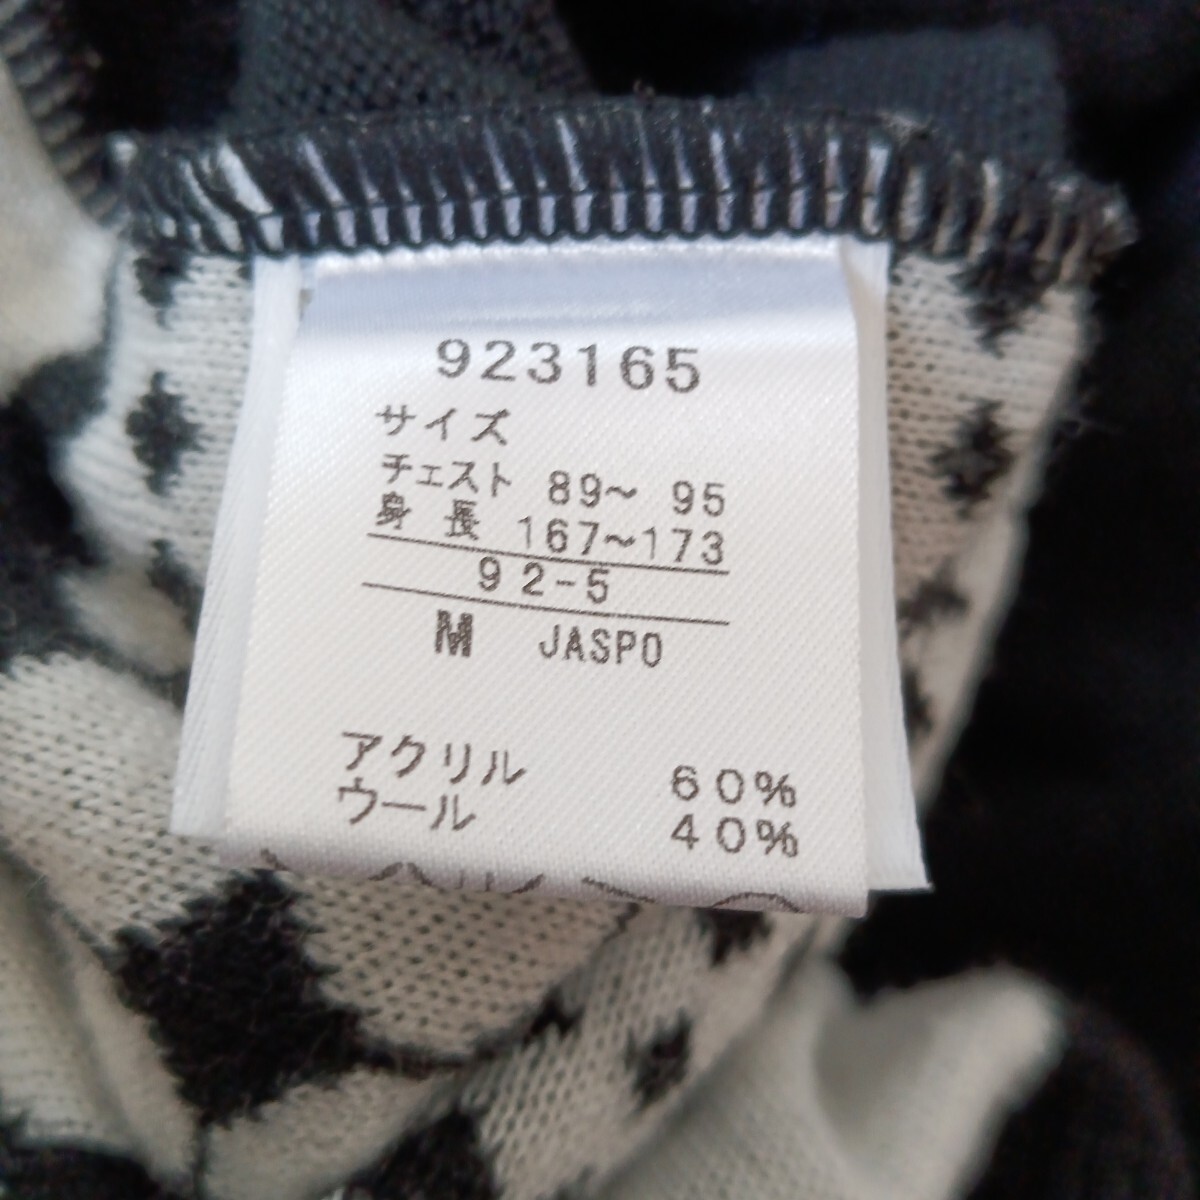 923165
サイズ
チェスト 89～ 95
身 長 167～173
92-5
M JASPO
アクリル 60%
ウール 40%